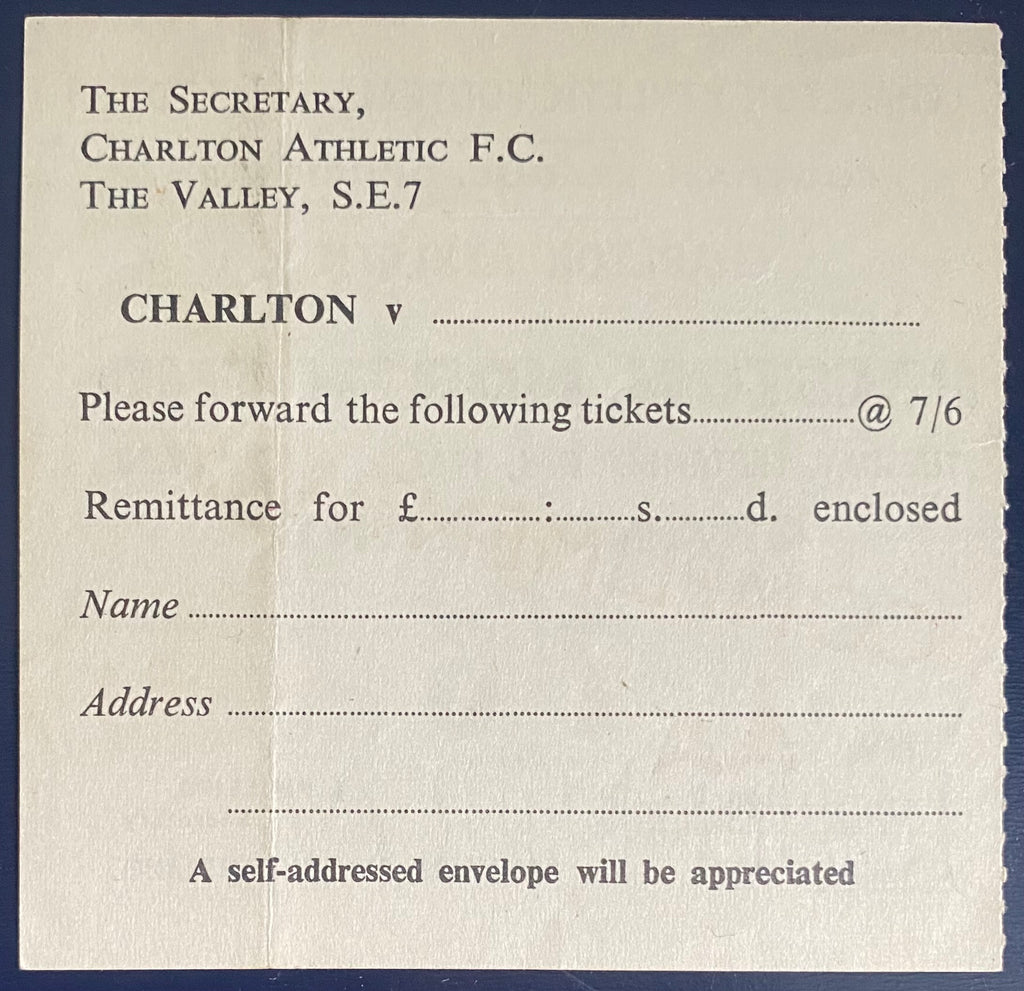 The Secretary,
Charlton Athletic F.C.
The Valley, S.E.7
CHARLTON v ............................................................
Please forward the following tickets........................@ 7/6
Remittance for £..................:............s.............d. enclosed
Name ............................................................
Address ............................................................
............................................................
A self-addressed envelope will be appreciated